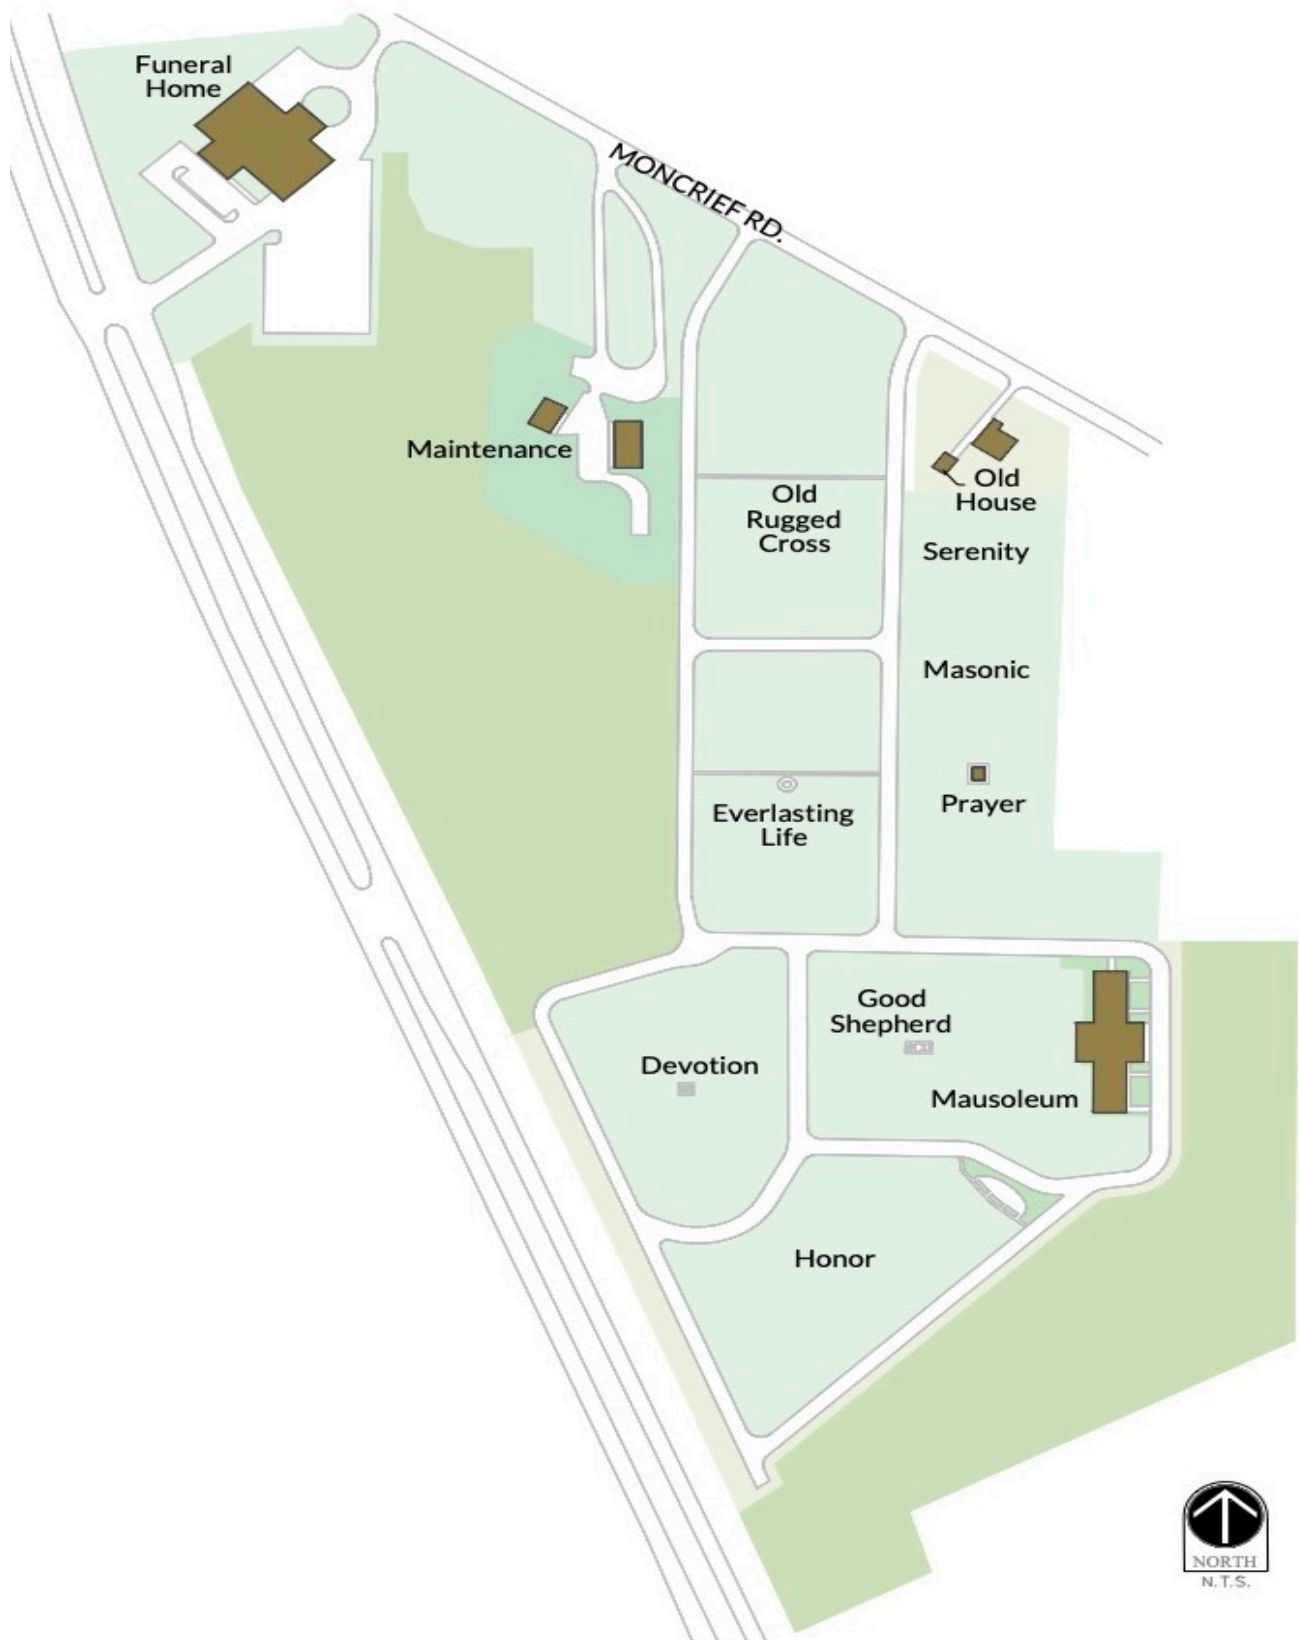 Funeral
Home
MONCRIEF RD.
Maintenance
Old
House
Old
Rugged
Cross
Serenity
Masonic
Prayer
Everlasting
Life
Good
Shepherd
Devotion
Mausoleum
Honor
NORTH
N.T.S.